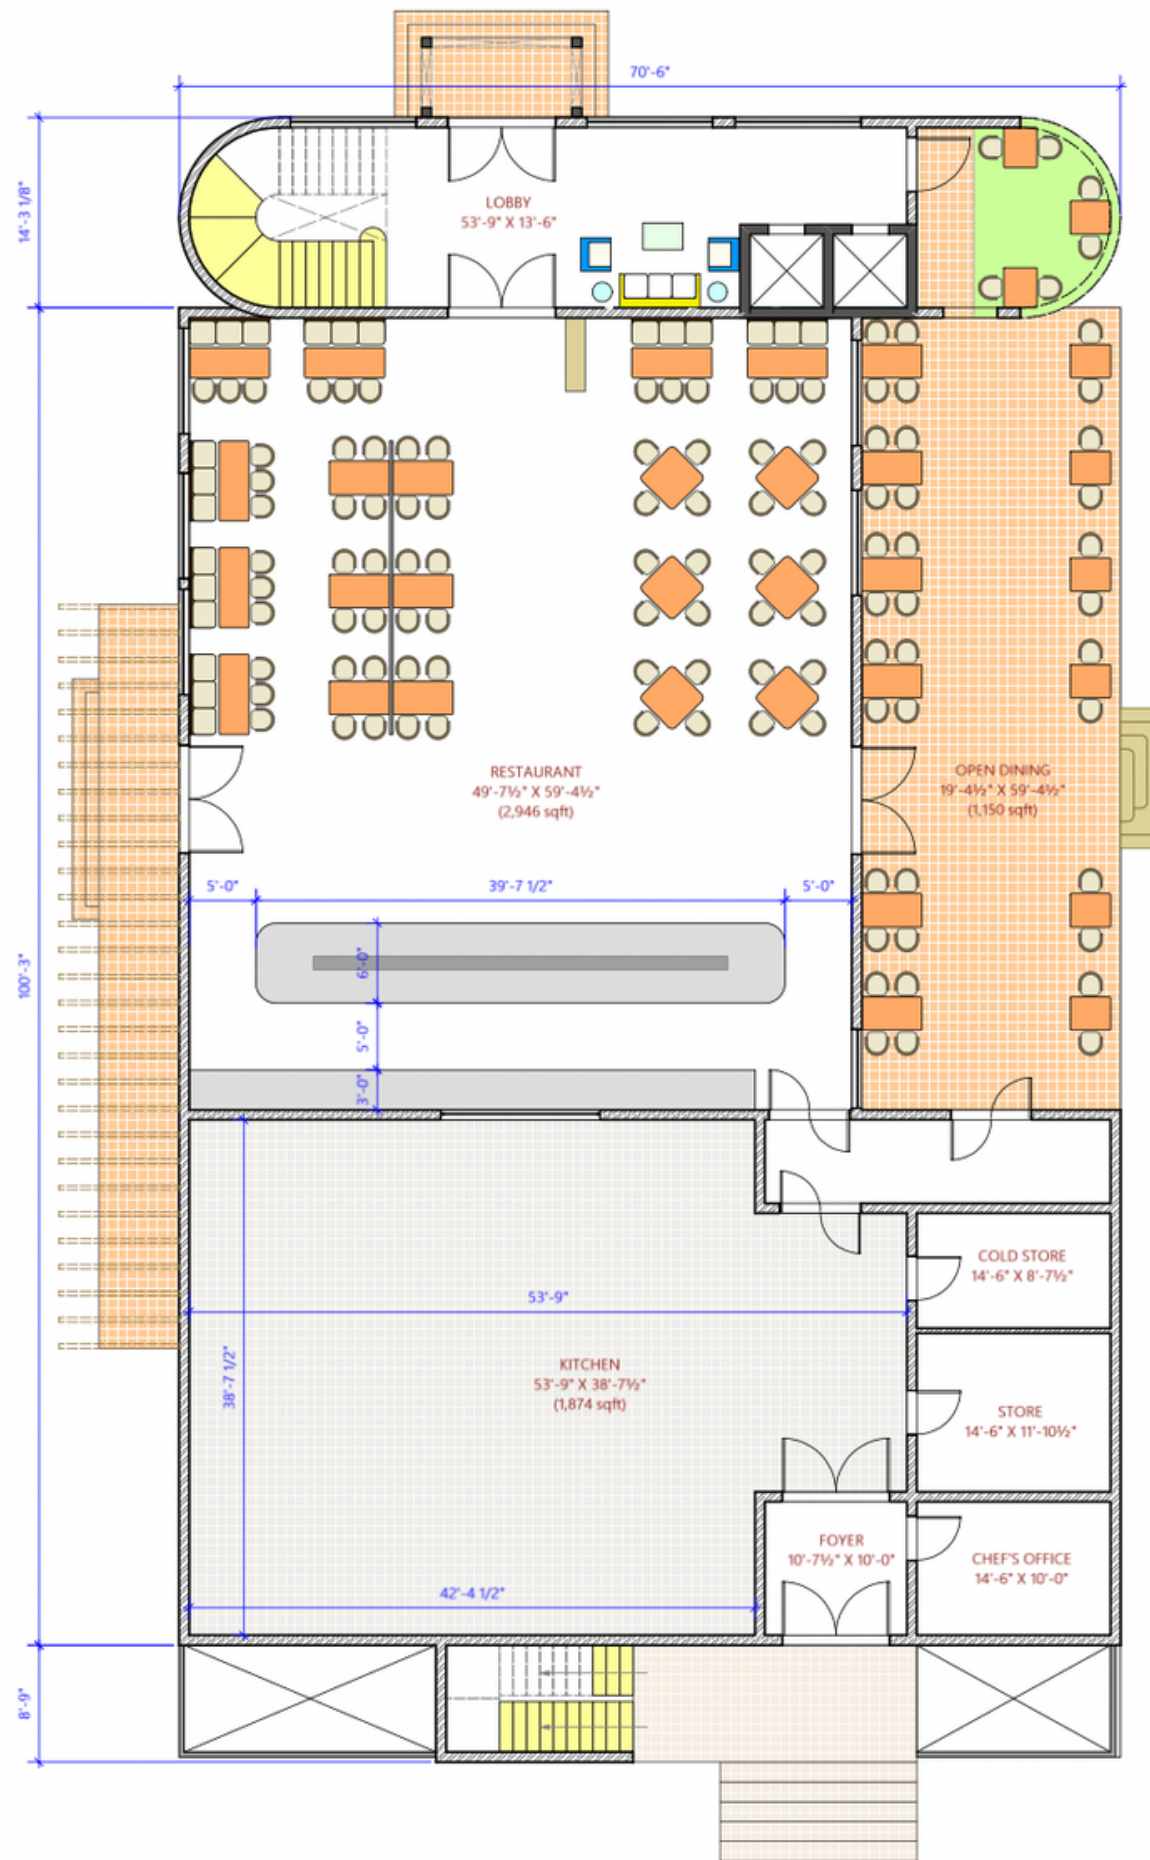 70'-6"
14'-3 1/8"
LOBBY
53'-9" X 13'-6"
RESTAURANT
49'-7½" X 59'-4½"
(2,946 sqft)
OPEN DINING
19'-4½" X 59'-4½"
(1,150 sqft)
5'-0"
39'-7 1/2"
5'-0"
6'-0"
100'-3"
5'-0"
3'-0"
COLD STORE
14'-6" X 8'-7½"
53'-9"
38'-7 1/2"
KITCHEN
53'-9" X 38'-7½"
(1,874 sqft)
STORE
14'-6" X 11'-10½"
FOYER
10'-7½" X 10'-0"
CHEF'S OFFICE
14'-6" X 10'-0"
42'-4 1/2"
8'-9"